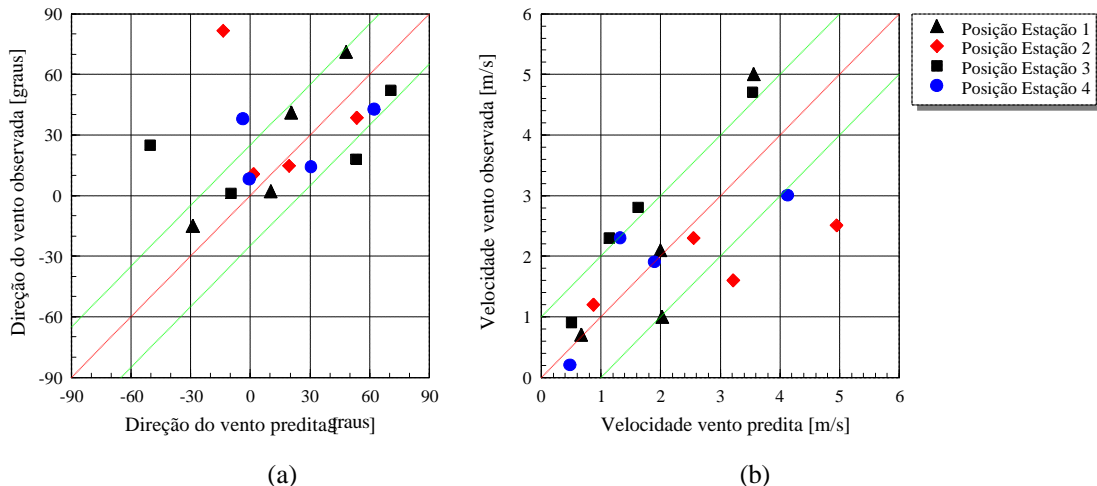 Direção do vento observada [graus]
90
60
30
0
-30
-60
-90
-90 -60 -30 0 30 60 90
Direção do vento predita[graus]
(a)
Velocidade vento observada [m/s]
6
5
4
3
2
1
0
0 1 2 3 4 5 6
Velocidade vento predita [m/s]
(b)
Posição Estação 1
Posição Estação 2
Posição Estação 3
Posição Estação 4